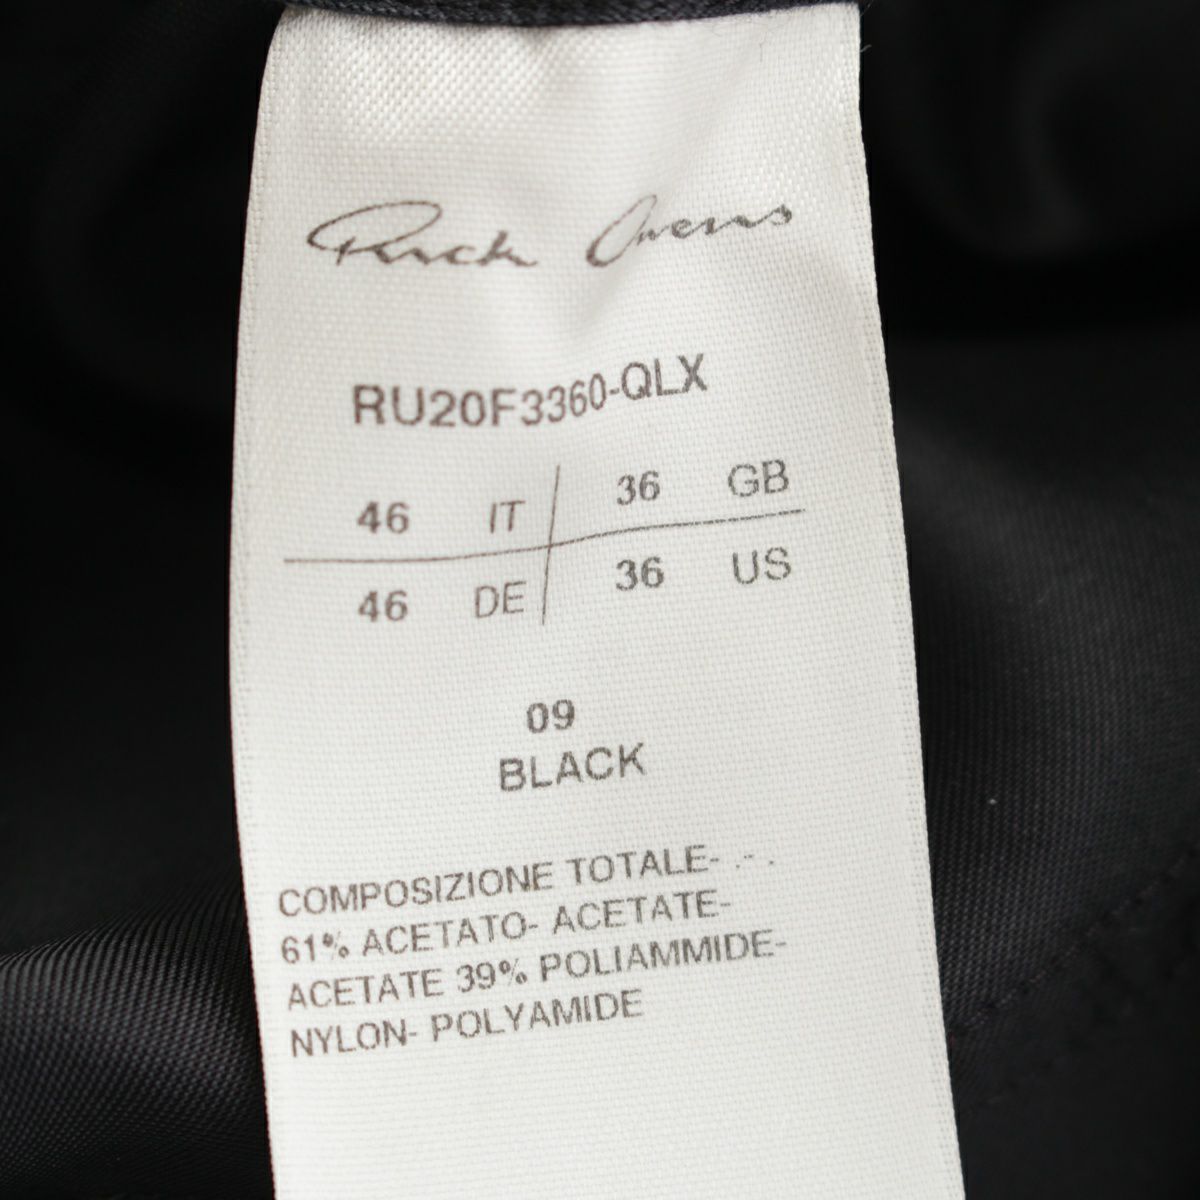 Rick Owens
RU20F3360-QLX
46 IT 36 GB
46 DE 36 US
09
BLACK
COMPOSIZIONE TOTALE-
61% ACETATO- ACETATE-
ACETATE 39% POLIAMMIDE-
NYLON- POLYAMIDE